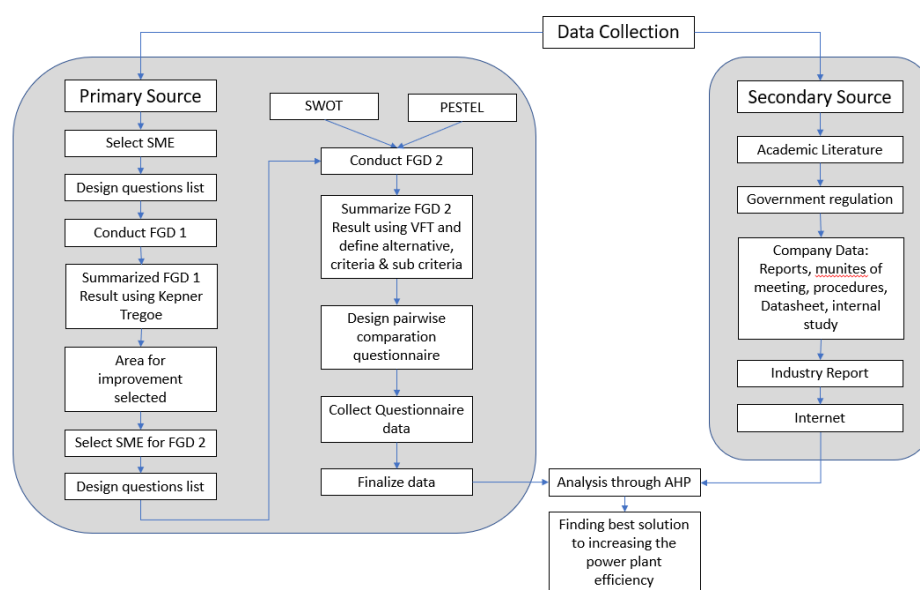 Data Collection
Primary Source
Select SME
Design questions list
Conduct FGD 1
Summarized FGD 1
Result using Kepner
Tregoe
Area for
improvement
selected
Select SME for FGD 2
Design questions list
SWOT
PESTEL
Conduct FGD 2
Summarize FGD 2
Result using VFT and
define alternative,
criteria & sub criteria
Design pairwise
comparation
questionnaire
Collect Questionnaire
data
Finalize data
Secondary Source
Academic Literature
Government regulation
Company Data:
Reports, munites of
meeting, procedures,
Datasheet, internal
study
Industry Report
Internet
Analysis through AHP
Finding best solution
to increasing the
power plant
efficiency